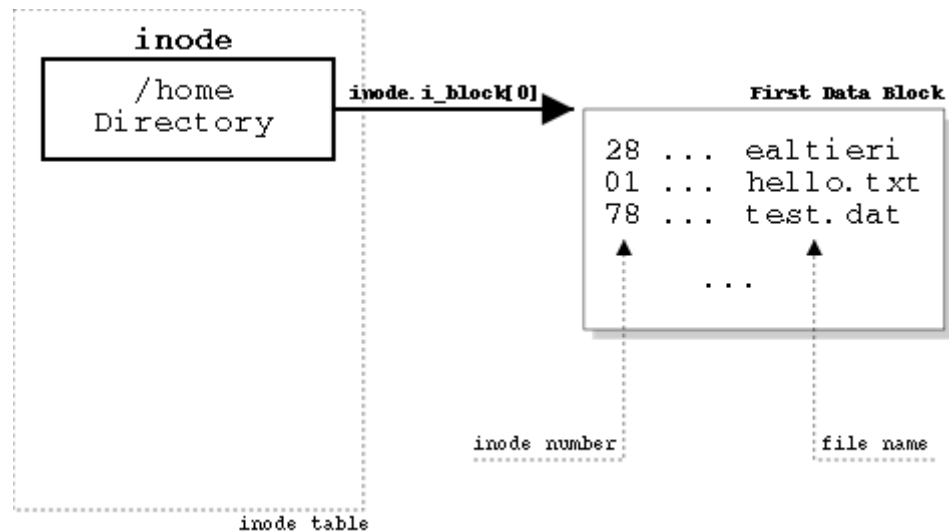 inode
/home
Directory
inode.i_block[0]
First Data Block
28 ... ealtieri
01 ... hello.txt
78 ... test.dat
...
inode number
file name
inode table